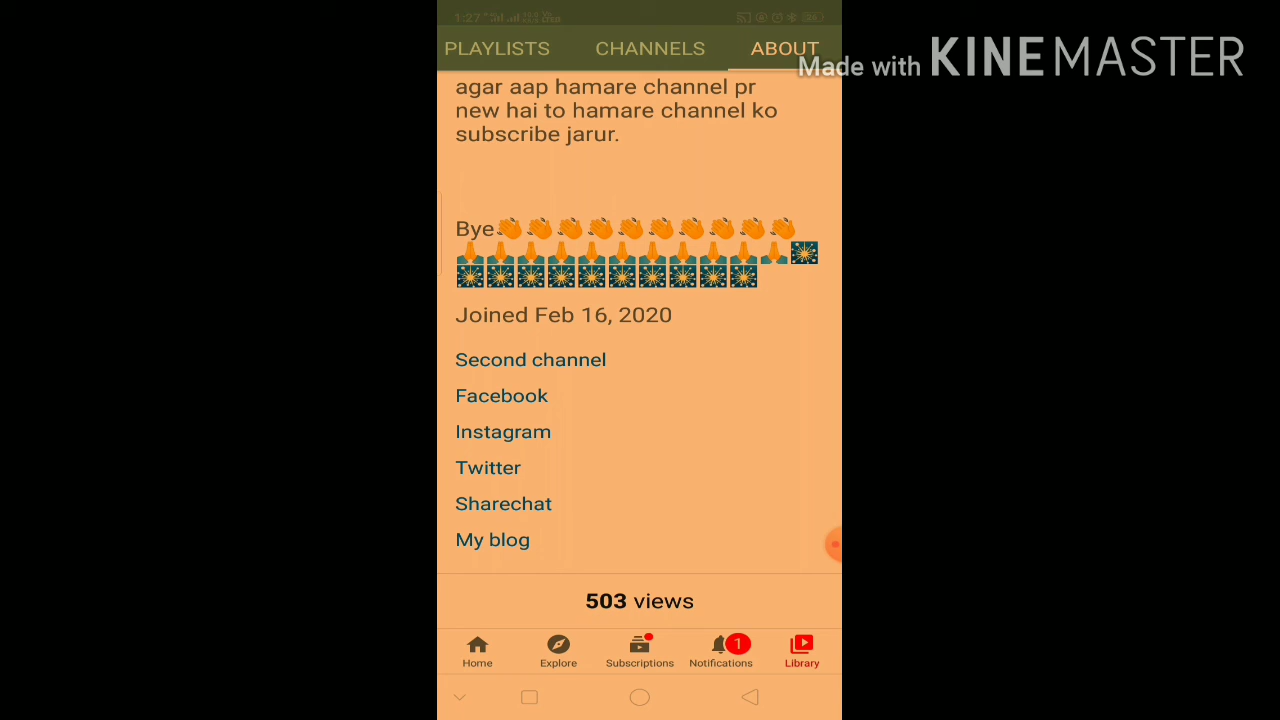 1:27
PLAYLISTS CHANNELS ABOUT
Made with KINEMASTER
agar aap hamare channel pr
new hai to hamare channel ko
subscribe jarur.
Bye👋👋👋👋👋👋👋👋👋👋
🙏🙏🙏🙏🙏🙏🙏🙏🙏🙏🙏🎆
🎆🎆🎆🎆🎆🎆🎆🎆🎆🎆
Joined Feb 16, 2020
Second channel
Facebook
Instagram
Twitter
Sharechat
My blog
503 views
1
Home Explore Subscriptions Notifications Library